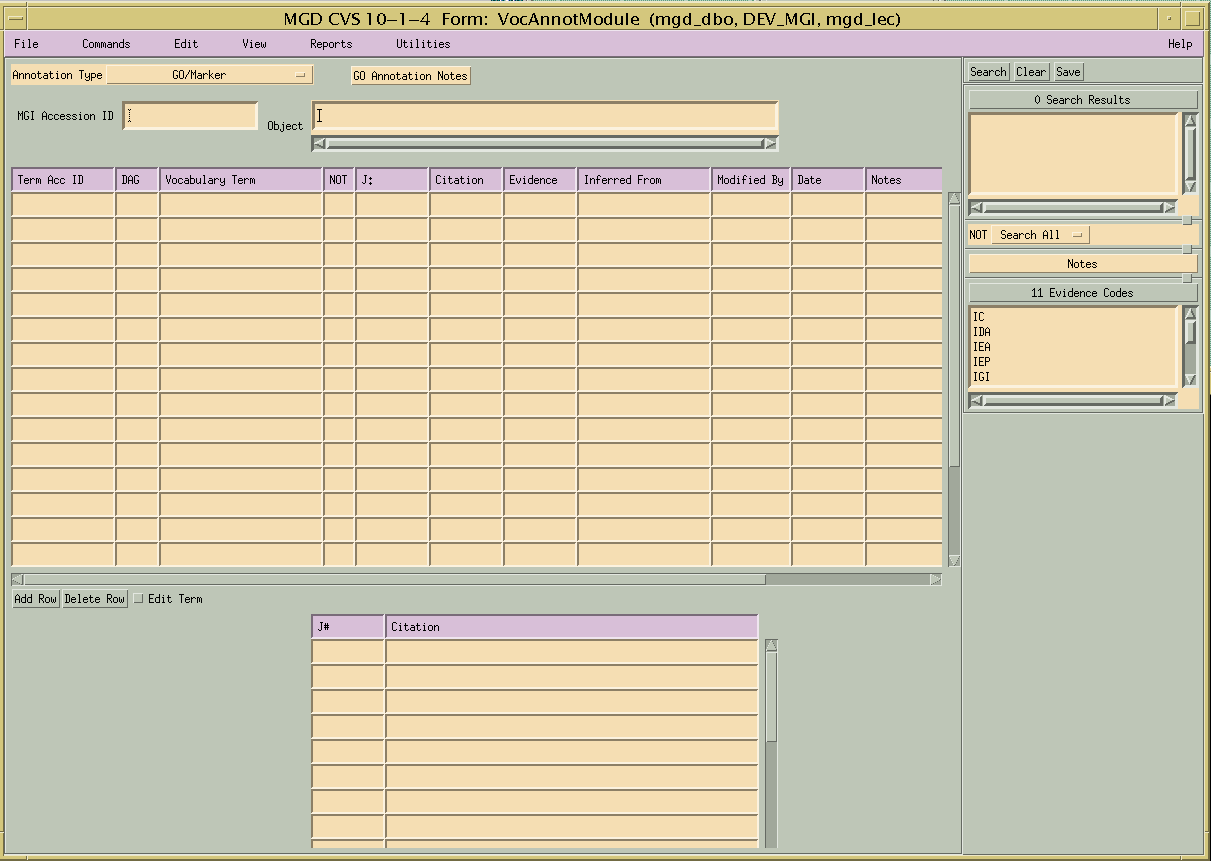 MGD CVS 10-1-4 Form: VocAnnotModule (mgd_dbo, DEV_MGI, mgd_lec)
File Commands Edit View Reports Utilities Help
Annotation Type GO/Marker GO Annotation Notes
Search Clear Save
MGI Accession ID Object
0 Search Results
Term Acc ID DAG Vocabulary Term NOT J: Citation Evidence Inferred From Modified By Date Notes
NOT Search All
Notes
11 Evidence Codes
IC
IDA
IEA
IEP
IGI
Add Row Delete Row Edit Term
J# Citation